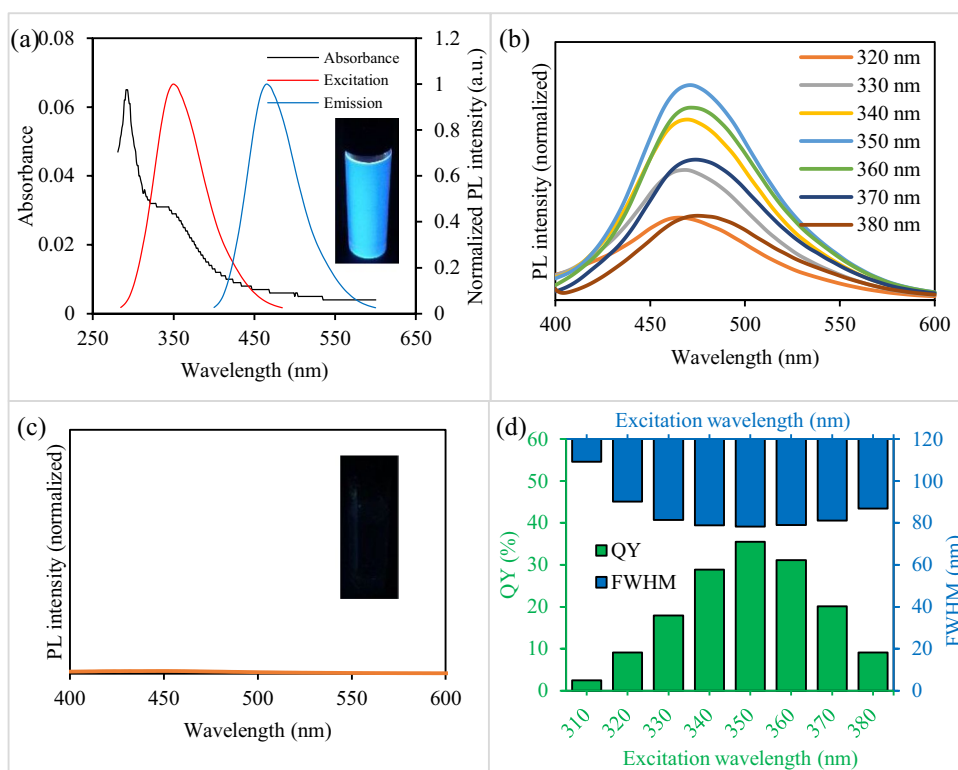 (a)
0.08
0.06
0.04
0.02
0
Absorbance
1.2
1
0.8
0.6
0.4
0.2
0
Normalized PL intensity (a.u.)
Absorbance
Excitation
Emission
250
350
450
550
650
Wavelength (nm)
(b)
PL intensity (normalized)
320 nm
330 nm
340 nm
350 nm
360 nm
370 nm
380 nm
400
450
500
550
600
Wavelength (nm)
(c)
PL intensity (normalized)
400
450
500
550
600
Wavelength (nm)
(d)
Excitation wavelength (nm)
60
50
40
30
20
10
0
QY (%)
120
100
80
60
40
20
0
FWHM (nm)
QY
FWHM
310
320
330
340
350
360
370
380
Excitation wavelength (nm)